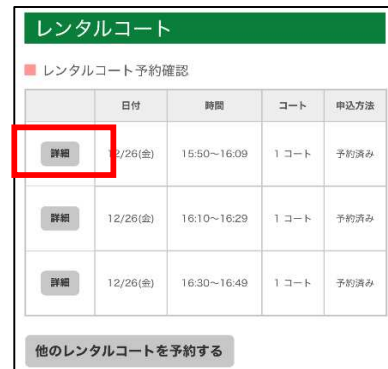 レンタルコート
レンタルコート予約確認
日付 時間 コート 申込方法
詳細 12/26(金) 15:50～16:09 1 コート 予約済み
詳細 12/26(金) 16:10～16:29 1 コート 予約済み
詳細 12/26(金) 16:30～16:49 1 コート 予約済み
他のレンタルコートを予約する